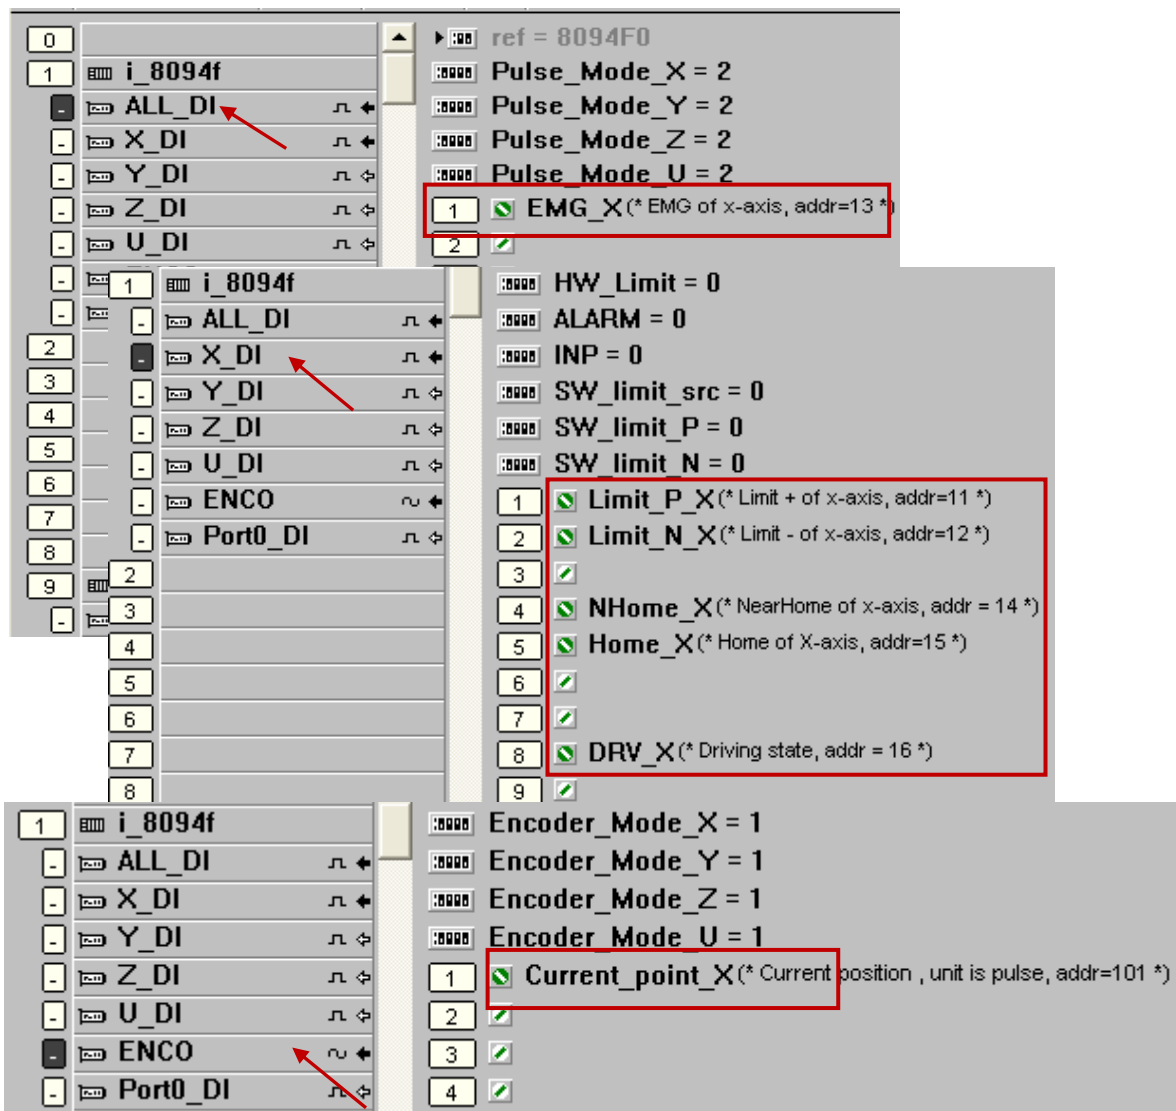 0
1 i_8094f
- ALL_DI
- X_DI
- Y_DI
- Z_DI
- U_DI
-
-
2
3
4
5
6
7
8
9
-
ref = 8094F0
Pulse_Mode_X = 2
Pulse_Mode_Y = 2
Pulse_Mode_Z = 2
Pulse_Mode_U = 2
1 EMG_X (* EMG of x-axis, addr=13 *)
2
1 i_8094f
- ALL_DI
- X_DI
- Y_DI
- Z_DI
- U_DI
- ENCO
- Port0_DI
2
3
4
5
6
7
8
HW_Limit = 0
ALARM = 0
INP = 0
SW_limit_src = 0
SW_limit_P = 0
SW_limit_N = 0
1 Limit_P_X (* Limit + of x-axis, addr=11 *)
2 Limit_N_X (* Limit - of x-axis, addr=12 *)
3
4 NHome_X (* NearHome of x-axis, addr = 14 *)
5 Home_X (* Home of X-axis, addr=15 *)
6
7
8 DRV_X (* Driving state, addr = 16 *)
9
1 i_8094f
- ALL_DI
- X_DI
- Y_DI
- Z_DI
- U_DI
- ENCO
- Port0_DI
Encoder_Mode_X = 1
Encoder_Mode_Y = 1
Encoder_Mode_Z = 1
Encoder_Mode_U = 1
1 Current_point_X (* Current position , unit is pulse, addr=101 *)
2
3
4